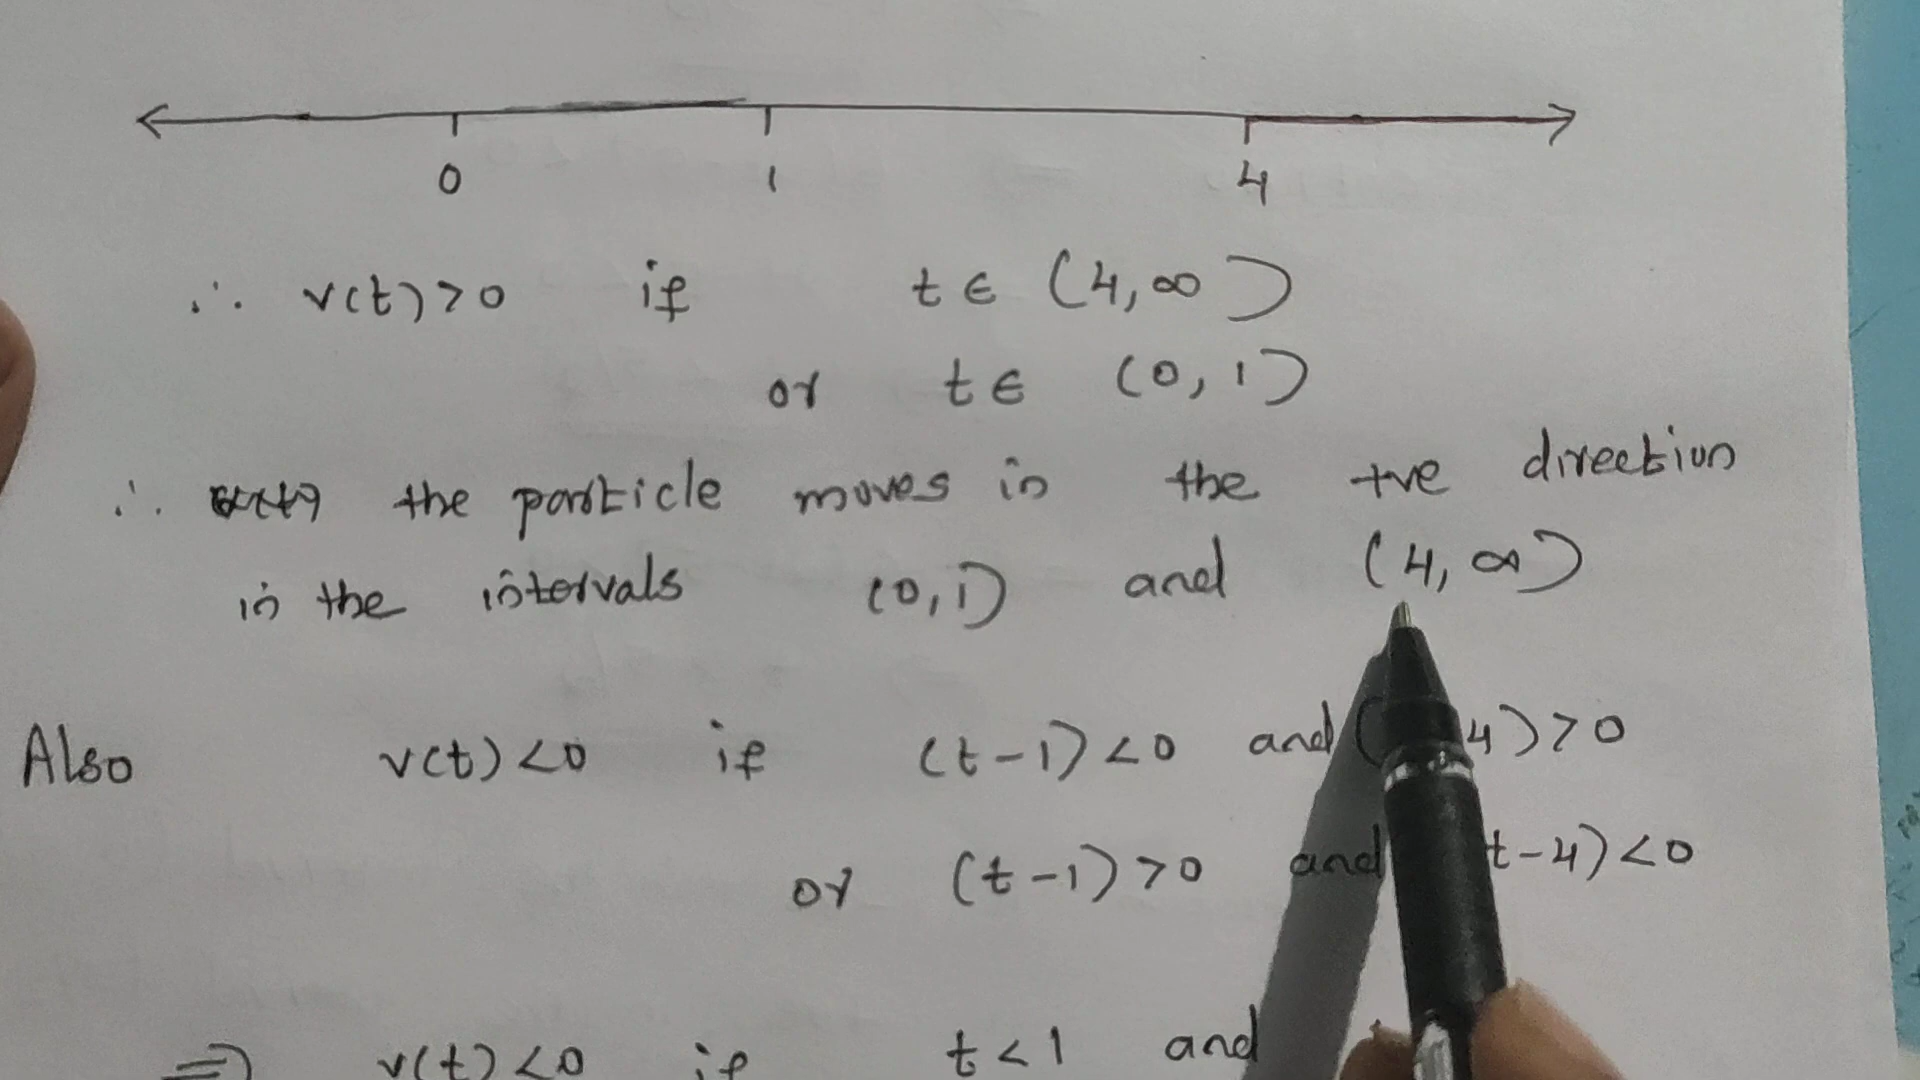 0 1 4
∴ v(t)>0 if t∈ (4,∞)
or t∈ (0,1)
∴ the particle moves in the +ve direction
in the intervals (0,1) and (4,∞)
Also v(t)<0 if (t-1)<0 and ( 4)>0
or (t-1)>0 and t-4)<0
⇒ v(t)<0 if t<1 and